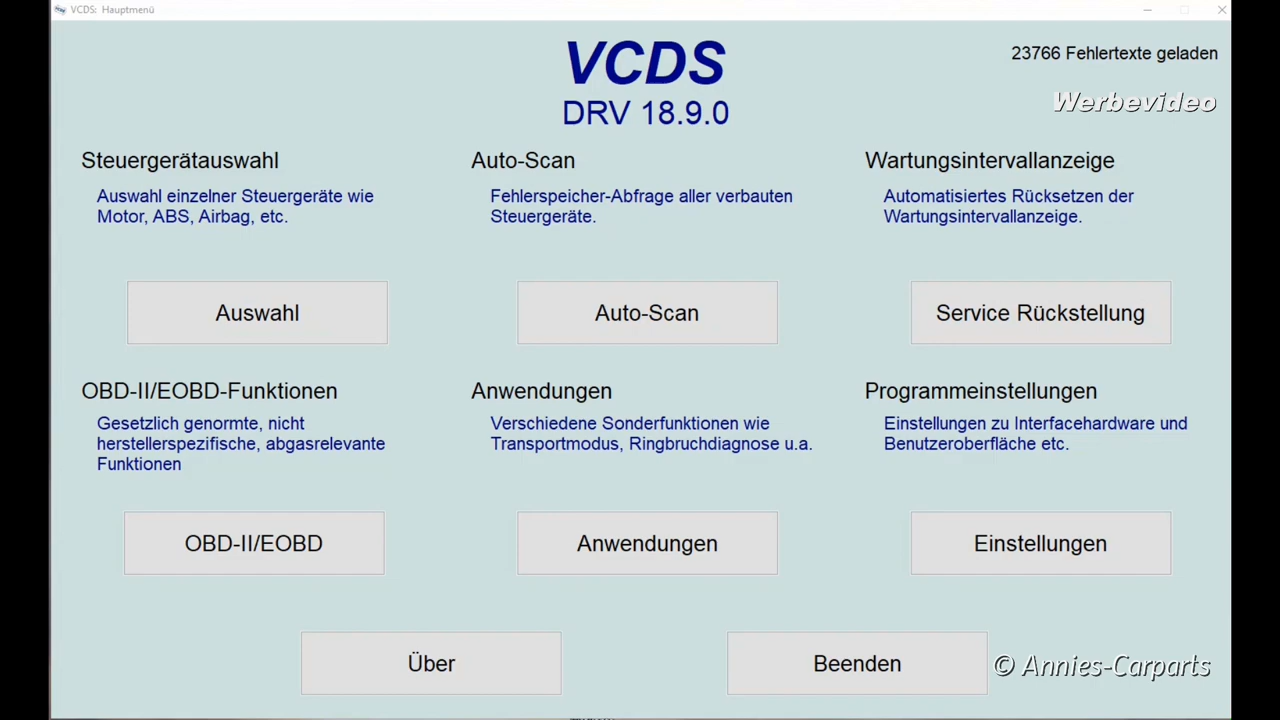 VCDS: Hauptmenü
VCDS
DRV 18.9.0
23766 Fehlertexte geladen
Werbevideo
Steuergerätauswahl
Auswahl einzelner Steuergeräte wie
Motor, ABS, Airbag, etc.
Auswahl
Auto-Scan
Fehlerspeicher-Abfrage aller verbauten
Steuergeräte.
Auto-Scan
Wartungsintervallanzeige
Automatisiertes Rücksetzen der
Wartungsintervallanzeige.
Service Rückstellung
OBD-II/EOBD-Funktionen
Gesetzlich genormte, nicht
herstellerspezifische, abgasrelevante
Funktionen
OBD-II/EOBD
Anwendungen
Verschiedene Sonderfunktionen wie
Transportmodus, Ringbruchdiagnose u.a.
Anwendungen
Programmeinstellungen
Einstellungen zu Interfacehardware und
Benutzeroberfläche etc.
Einstellungen
Über
Beenden
© Annies-Carparts